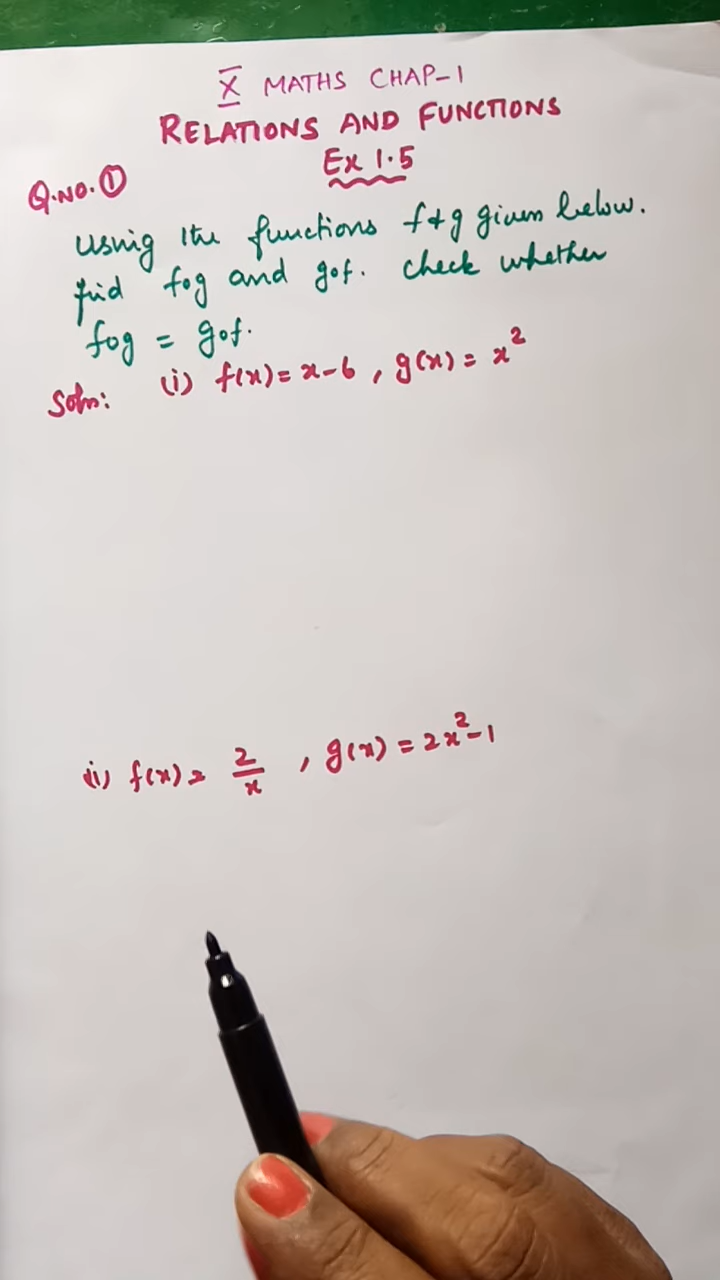 X MATHS CHAP-1
RELATIONS AND FUNCTIONS
Ex 1.5
Q.NO. ①
Using the functions f & g given below.
find fog and gof. check whether
fog = gof.
Soln: (i) f(x) = x-6 , g(x) = x²
(ii) f(x) = 2/x , g(x) = 2x²-1